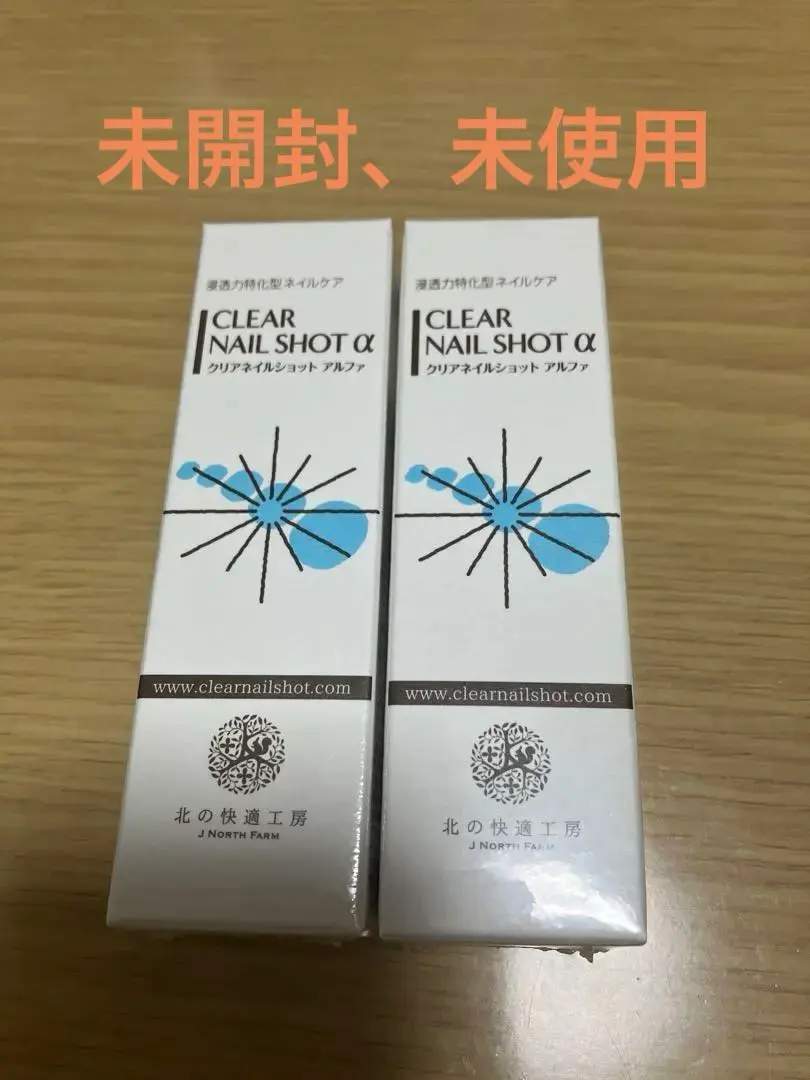 未開封、未使用
浸透力特化型ネイルケア
CLEAR
NAIL SHOT α
クリアネイルショット アルファ
www.clearnailshot.com
北の快適工房
J NORTH FARM
浸透力特化型ネイルケア
CLEAR
NAIL SHOT α
クリアネイルショット アルファ
www.clearnailshot.com
北の快適工房
J NORTH FARM